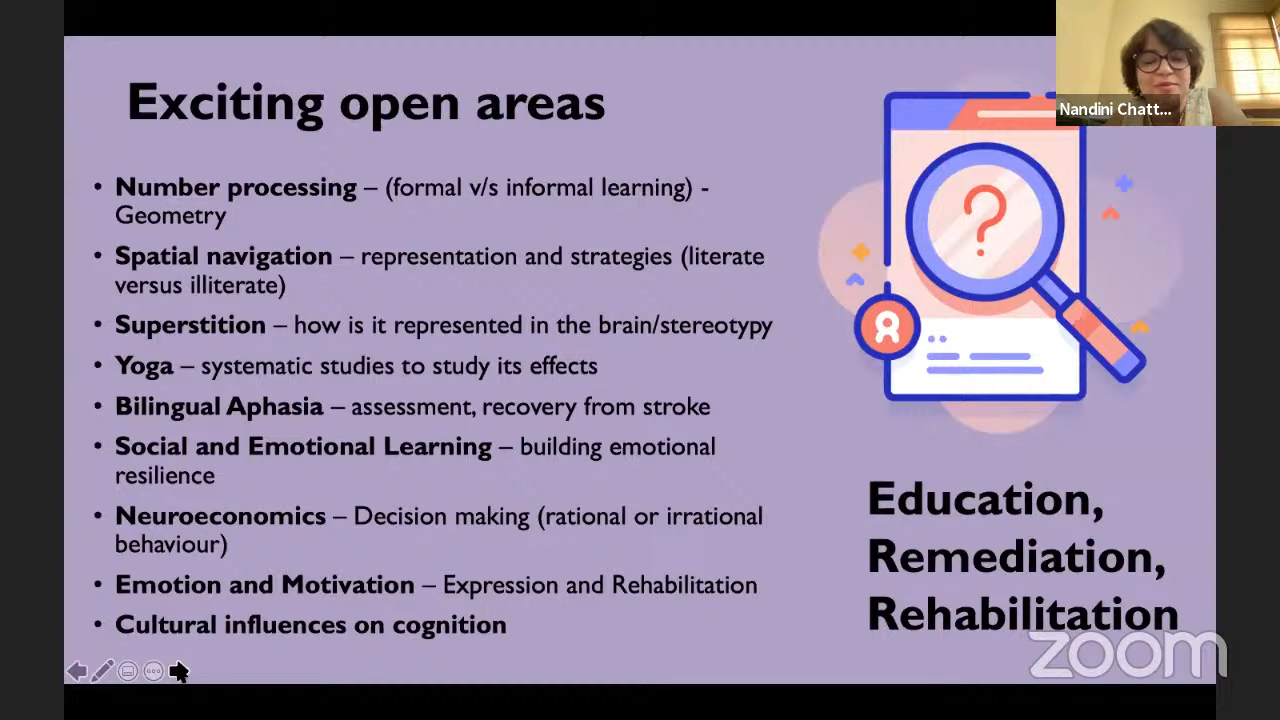 Exciting open areas
• Number processing – (formal v/s informal learning) -
Geometry
• Spatial navigation – representation and strategies (literate
versus illiterate)
• Superstition – how is it represented in the brain/stereotypy
• Yoga – systematic studies to study its effects
• Bilingual Aphasia – assessment, recovery from stroke
• Social and Emotional Learning – building emotional
resilience
• Neuroeconomics – Decision making (rational or irrational
behaviour)
• Emotion and Motivation – Expression and Rehabilitation
• Cultural influences on cognition
?
Education,
Remediation,
Rehabilitation
Nandini Chatt...
zoom